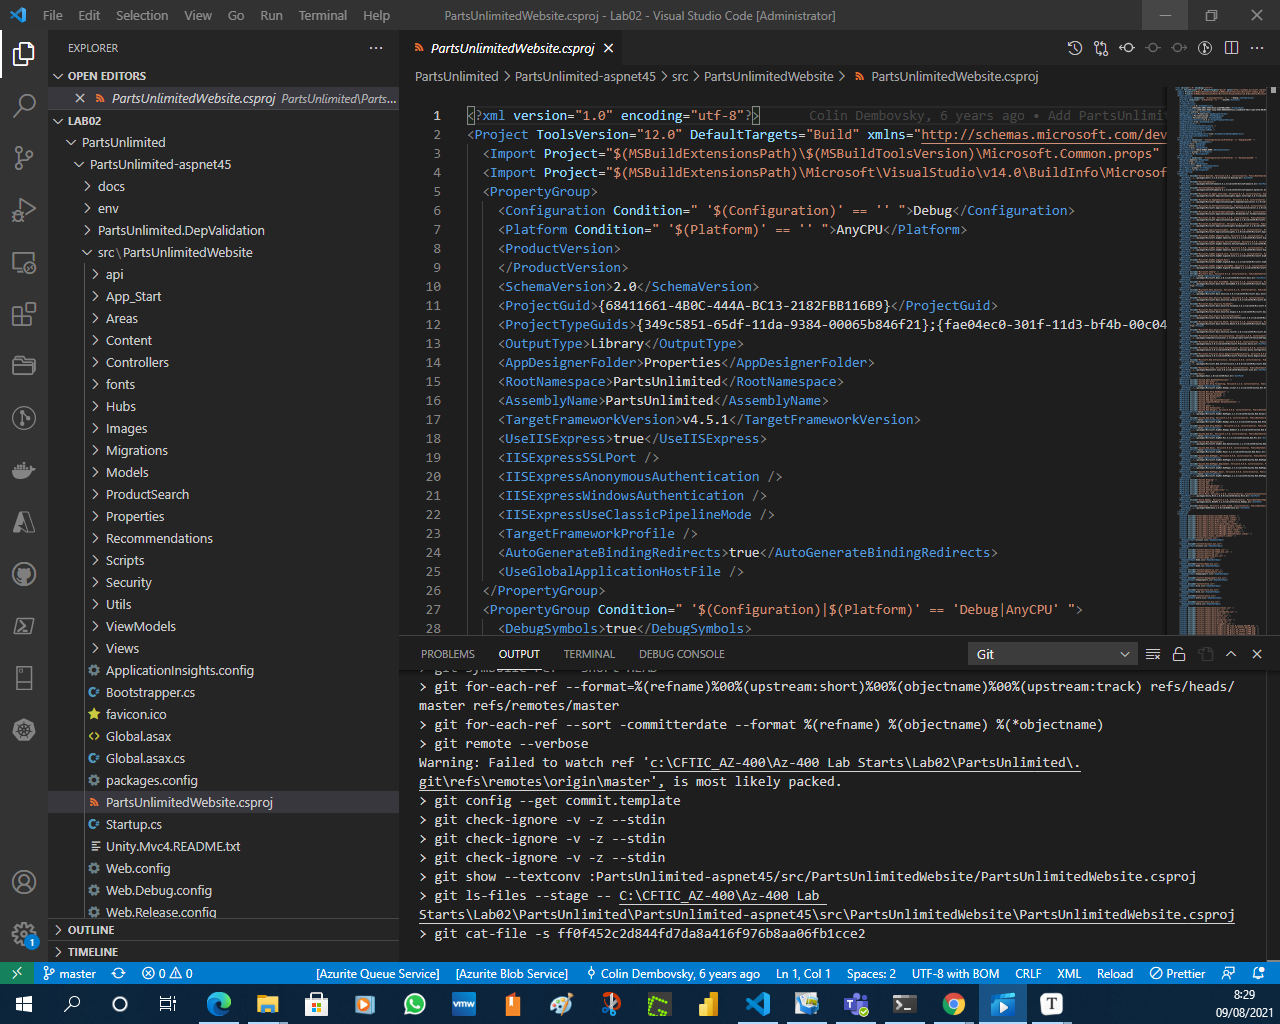 File Edit Selection View Go Run Terminal Help PartsUnlimitedWebsite.csproj - Lab02 - Visual Studio Code [Administrator]
EXPLORER
OPEN EDITORS
PartsUnlimitedWebsite.csproj PartsUnlimited\Parts...
LAB02
PartsUnlimited
PartsUnlimited-aspnet45
docs
env
PartsUnlimited.DepValidation
src\PartsUnlimitedWebsite
api
App_Start
Areas
Content
Controllers
fonts
Hubs
Images
Migrations
Models
ProductSearch
Properties
Recommendations
Scripts
Security
Utils
ViewModels
Views
ApplicationInsights.config
Bootstrapper.cs
favicon.ico
Global.asax
Global.asax.cs
packages.config
PartsUnlimitedWebsite.csproj
Startup.cs
Unity.Mvc4.README.txt
Web.config
Web.Debug.config
Web.Release.config
OUTLINE
TIMELINE
PartsUnlimitedWebsite.csproj
PartsUnlimited > PartsUnlimited-aspnet45 > src > PartsUnlimitedWebsite > PartsUnlimitedWebsite.csproj
1 <?xml version="1.0" encoding="utf-8"?> Colin Dembovsky, 6 years ago • Add PartsUnlimit
2 <Project ToolsVersion="12.0" DefaultTargets="Build" xmlns="http://schemas.microsoft.com/dev
3 <Import Project="$(MSBuildExtensionsPath)\$(MSBuildToolsVersion)\Microsoft.Common.props"
4 <Import Project="$(MSBuildExtensionsPath)\Microsoft\VisualStudio\v14.0\BuildInfo\Microsof
5 <PropertyGroup>
6 <Configuration Condition=" '$(Configuration)' == '' ">Debug</Configuration>
7 <Platform Condition=" '$(Platform)' == '' ">AnyCPU</Platform>
8 <ProductVersion>
9 </ProductVersion>
10 <SchemaVersion>2.0</SchemaVersion>
11 <ProjectGuid>{68411661-4B0C-444A-BC13-2182FBB116B9}</ProjectGuid>
12 <ProjectTypeGuids>{349c5851-65df-11da-9384-00065b846f21};{fae04ec0-301f-11d3-bf4b-00c04
13 <OutputType>Library</OutputType>
14 <AppDesignerFolder>Properties</AppDesignerFolder>
15 <RootNamespace>PartsUnlimited</RootNamespace>
16 <AssemblyName>PartsUnlimited</AssemblyName>
17 <TargetFrameworkVersion>v4.5.1</TargetFrameworkVersion>
18 <UseIISExpress>true</UseIISExpress>
19 <IISExpressSSLPort />
20 <IISExpressAnonymousAuthentication />
21 <IISExpressWindowsAuthentication />
22 <IISExpressUseClassicPipelineMode />
23 <TargetFrameworkProfile />
24 <AutoGenerateBindingRedirects>true</AutoGenerateBindingRedirects>
25 <UseGlobalApplicationHostFile />
26 </PropertyGroup>
27 <PropertyGroup Condition=" '$(Configuration)|$(Platform)' == 'Debug|AnyCPU' ">
28 <DebugSymbols>true</DebugSymbols>
PROBLEMS OUTPUT TERMINAL DEBUG CONSOLE Git
> git for-each-ref --format=%(refname)%00%(upstream:short)%00%(objectname)%00%(upstream:track) refs/heads/
master refs/remotes/master
> git for-each-ref --sort -committerdate --format %(refname) %(objectname) %(*objectname)
> git remote --verbose
Warning: Failed to watch ref 'c:\CFTIC_AZ-400\Az-400 Lab Starts\Lab02\PartsUnlimited\.
git\refs\remotes\origin\master', is most likely packed.
> git config --get commit.template
> git check-ignore -v -z --stdin
> git check-ignore -v -z --stdin
> git check-ignore -v -z --stdin
> git show --textconv :PartsUnlimited-aspnet45/src/PartsUnlimitedWebsite/PartsUnlimitedWebsite.csproj
> git ls-files --stage -- C:\CFTIC_AZ-400\Az-400 Lab
Starts\Lab02\PartsUnlimited\PartsUnlimited-aspnet45\src\PartsUnlimitedWebsite\PartsUnlimitedWebsite.csproj
> git cat-file -s ff0f452c2d844fd7da8a416f976b8aa06fb1cce2
1
master 0 0 [Azurite Queue Service] [Azurite Blob Service] Colin Dembovsky, 6 years ago Ln 1, Col 1 Spaces: 2 UTF-8 with BOM CRLF XML Reload Prettier
vmw T
8:29
09/08/2021